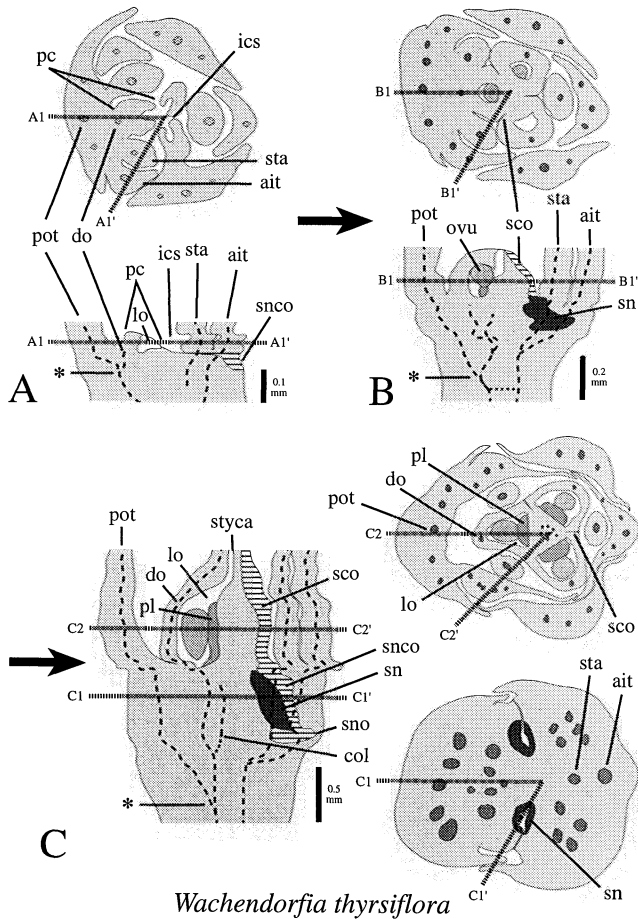 pc
ics
A1
sta
ait
A1'
pot do
pc ics sta ait
lo
snco
A1 A1'
*
A
0.1 mm
B1
B1'
pot ovu sco sta ait
B1 B1'
sn
*
B
0.2 mm
pot styca
lo
do
pl
sco
C2 C2'
snco
sn
C1 C1'
sno
col
*
C
0.5 mm
pl
do
pot
C2
lo
sco
C2'
sta ait
C1
C1'
sn
Wachendorfia thyrsiflora